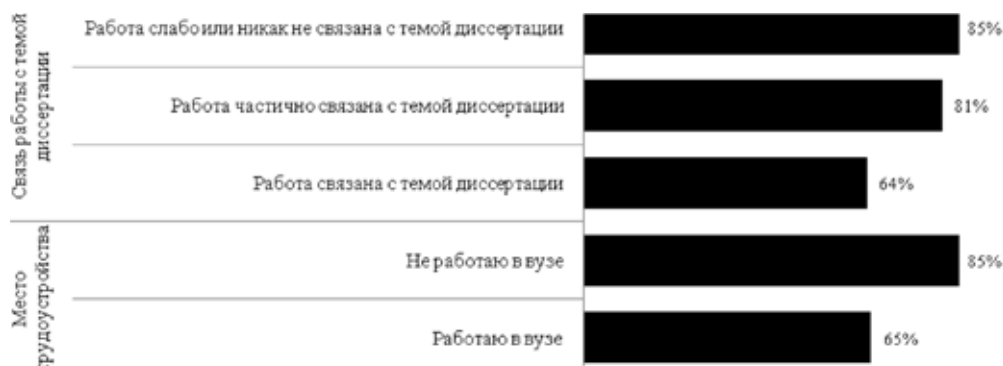 Связь работы с темой
диссертации
Работа слабо или никак не связана с темой диссертации
85%
Работа частично связана с темой диссертации
81%
Работа связана с темой диссертации
64%
Место
трудоустройства
Не работаю в вузе
85%
Работаю в вузе
65%